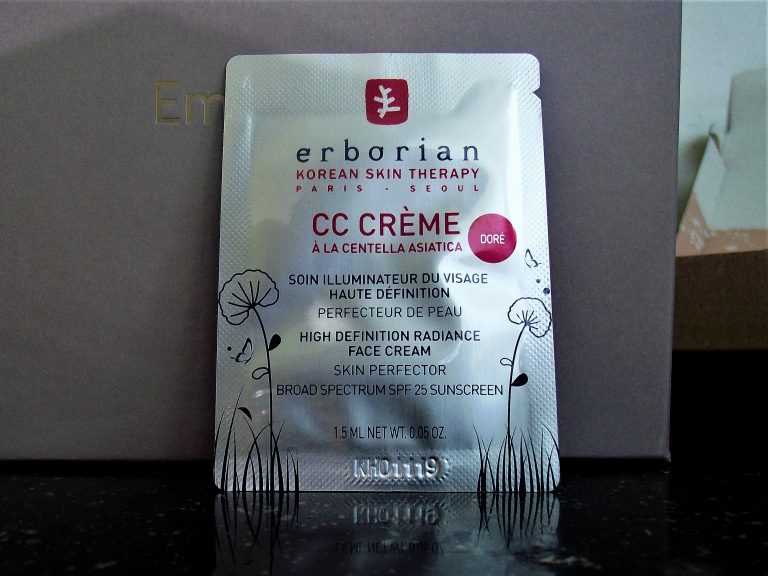 Em
erborian
KOREAN SKIN THERAPY
PARIS · SEOUL
CC CRÈME
À LA CENTELLA ASIATICA
DORÉ
SOIN ILLUMINATEUR DU VISAGE
HAUTE DÉFINITION
PERFECTEUR DE PEAU
HIGH DEFINITION RADIANCE
FACE CREAM
SKIN PERFECTOR
BROAD SPECTRUM SPF 25 SUNSCREEN
1.5 ML NET WT. 0.05 OZ.